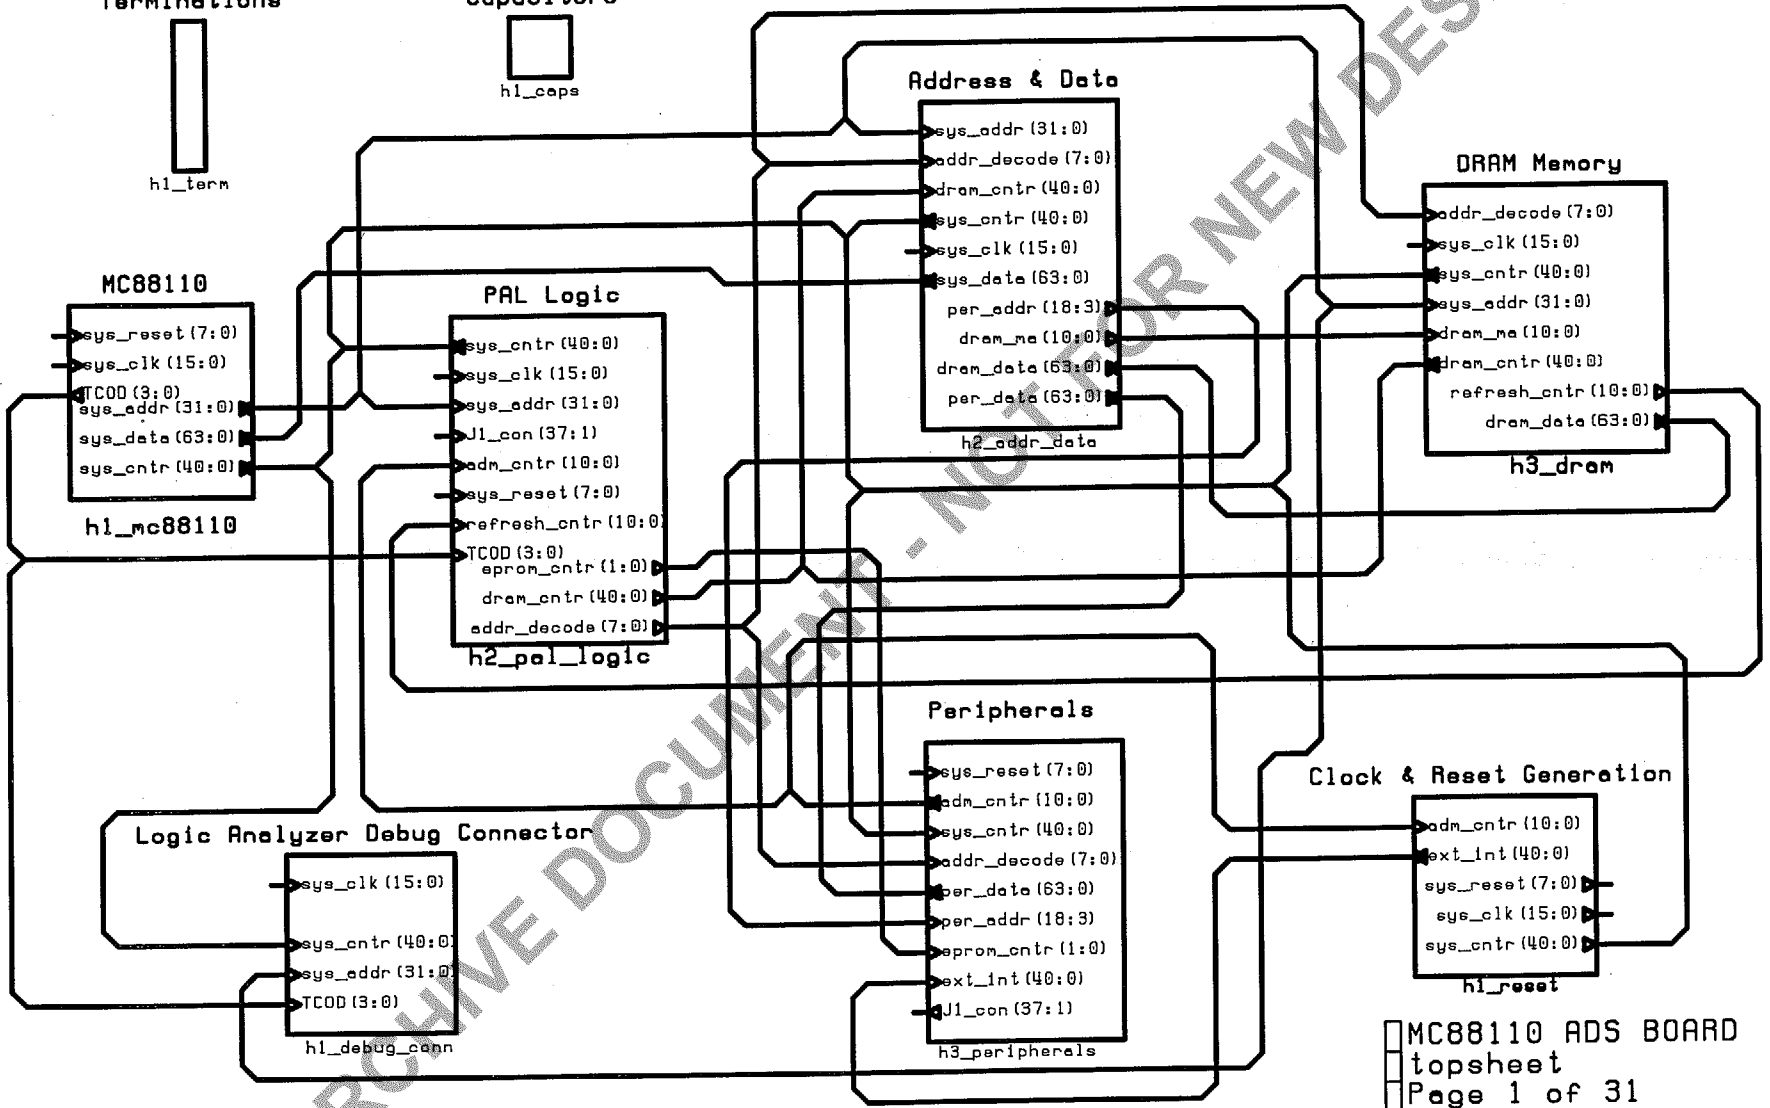 Terminations
h1_term
Capacitors
h1_caps
Address & Data
sys_addr (31:0)
addr_decode (7:0)
dram_cntr (40:0)
sys_cntr (40:0)
sys_clk (15:0)
sys_data (63:0)
per_addr (18:3)
dram_ma (10:0)
dram_data (63:0)
per_data (63:0)
h2_addr_data
DRAM Memory
addr_decode (7:0)
sys_clk (15:0)
sys_cntr (40:0)
sys_addr (31:0)
dram_ma (10:0)
dram_cntr (40:0)
refresh_cntr (10:0)
dram_data (63:0)
h3_dram
MC88110
sys_reset (7:0)
sys_clk (15:0)
TCOD (3:0)
sys_addr (31:0)
sys_data (63:0)
sys_cntr (40:0)
h1_mc88110
PAL Logic
sys_cntr (40:0)
sys_clk (15:0)
sys_addr (31:0)
J1_con (37:1)
adm_cntr (10:0)
sys_reset (7:0)
refresh_cntr (10:0)
TCOD (3:0)
eprom_cntr (1:0)
dram_cntr (40:0)
addr_decode (7:0)
h2_pal_logic
Peripherals
sys_reset (7:0)
adm_cntr (10:0)
sys_cntr (40:0)
addr_decode (7:0)
per_data (63:0)
per_addr (18:3)
eprom_cntr (1:0)
ext_int (40:0)
J1_con (37:1)
h3_peripherals
Clock & Reset Generation
adm_cntr (10:0)
ext_int (40:0)
sys_reset (7:0)
sys_clk (15:0)
sys_cntr (40:0)
h1_reset
Logic Analyzer Debug Connector
sys_clk (15:0)
sys_cntr (40:0)
sys_addr (31:0)
TCOD (3:0)
h1_debug_conn
MC88110 ADS BOARD
topsheet
Page 1 of 31
ARCHIVE DOCUMENT - NOT FOR NEW DES